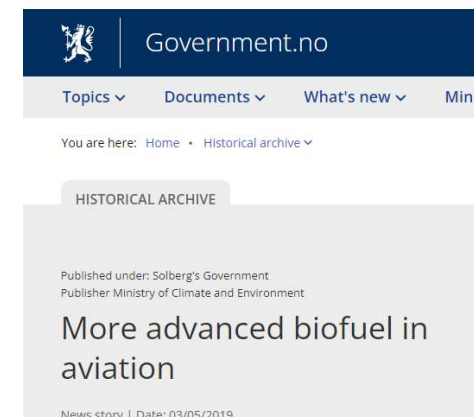 Government.no
Topics Documents What's new Min
You are here: Home • Historical archive
HISTORICAL ARCHIVE
Published under: Solberg's Government
Publisher Ministry of Climate and Environment
More advanced biofuel in
aviation
News story | Date: 03/05/2019